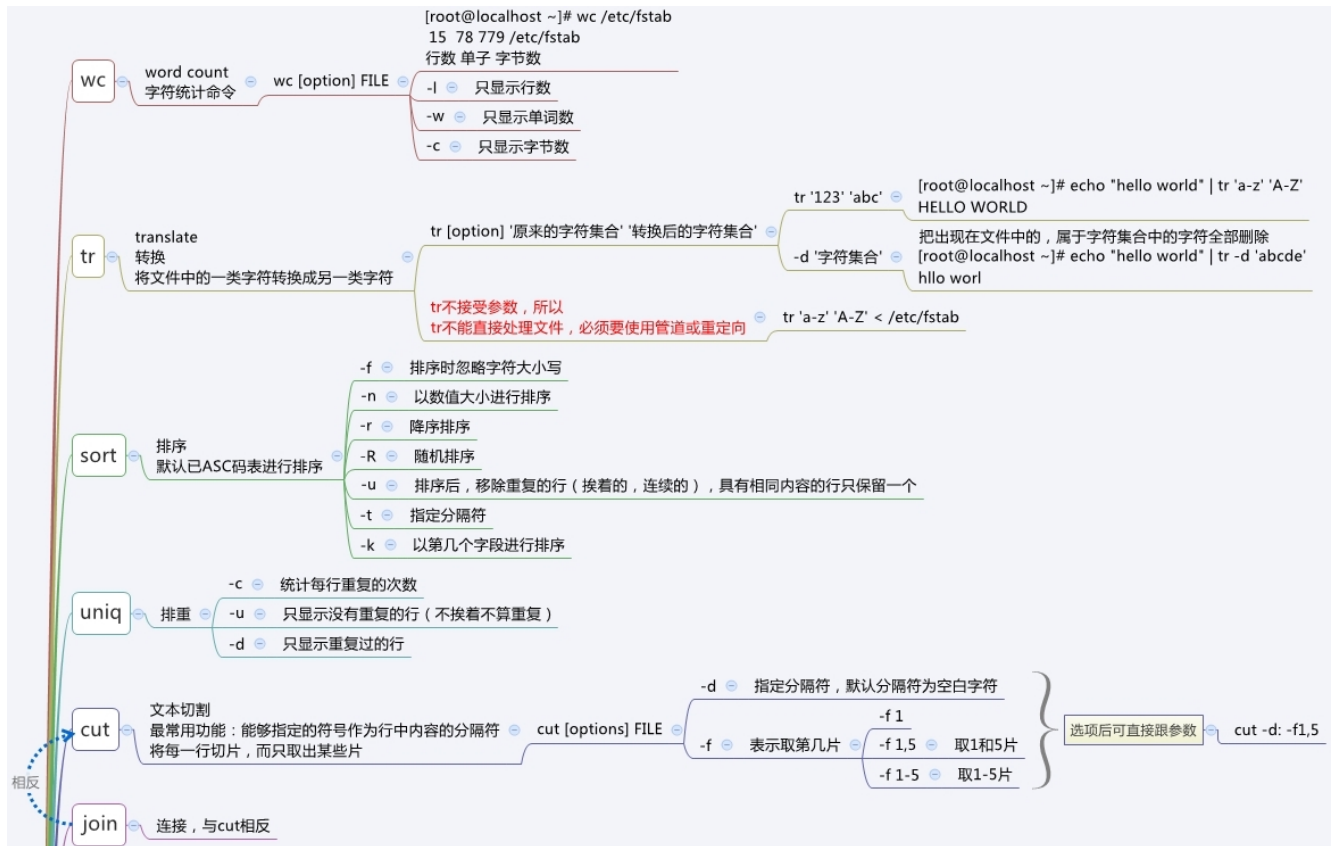 [root@localhost ~]# wc /etc/fstab
15 78 779 /etc/fstab
行数 单子 字节数
wc
word count
字符统计命令
wc [option] FILE
-l 只显示行数
-w 只显示单词数
-c 只显示字节数
tr
translate
转换
将文件中的一类字符转换成另一类字符
tr [option] '原来的字符集合' '转换后的字符集合'
tr '123' 'abc'
[root@localhost ~]# echo "hello world" | tr 'a-z' 'A-Z'
HELLO WORLD
-d '字符集合'
把出现在文件中的，属于字符集合中的字符全部删除
[root@localhost ~]# echo "hello world" | tr -d 'abcde'
hllo worl
tr不接受参数，所以
tr不能直接处理文件，必须要使用管道或重定向
tr 'a-z' 'A-Z' < /etc/fstab
sort
排序
默认已ASC码表进行排序
-f 排序时忽略字符大小写
-n 以数值大小进行排序
-r 降序排序
-R 随机排序
-u 排序后，移除重复的行（挨着的，连续的），具有相同内容的行只保留一个
-t 指定分隔符
-k 以第几个字段进行排序
uniq
排重
-c 统计每行重复的次数
-u 只显示没有重复的行（不挨着不算重复）
-d 只显示重复过的行
cut
文本切割
最常用功能：能够指定的符号作为行中内容的分隔符
将每一行切片，而只取出某些片
cut [options] FILE
-d 指定分隔符，默认分隔符为空白字符
-f 表示取第几片
-f 1
-f 1,5 取1和5片
-f 1-5 取1-5片
选项后可直接跟参数
cut -d: -f1,5
相反
join
连接，与cut相反